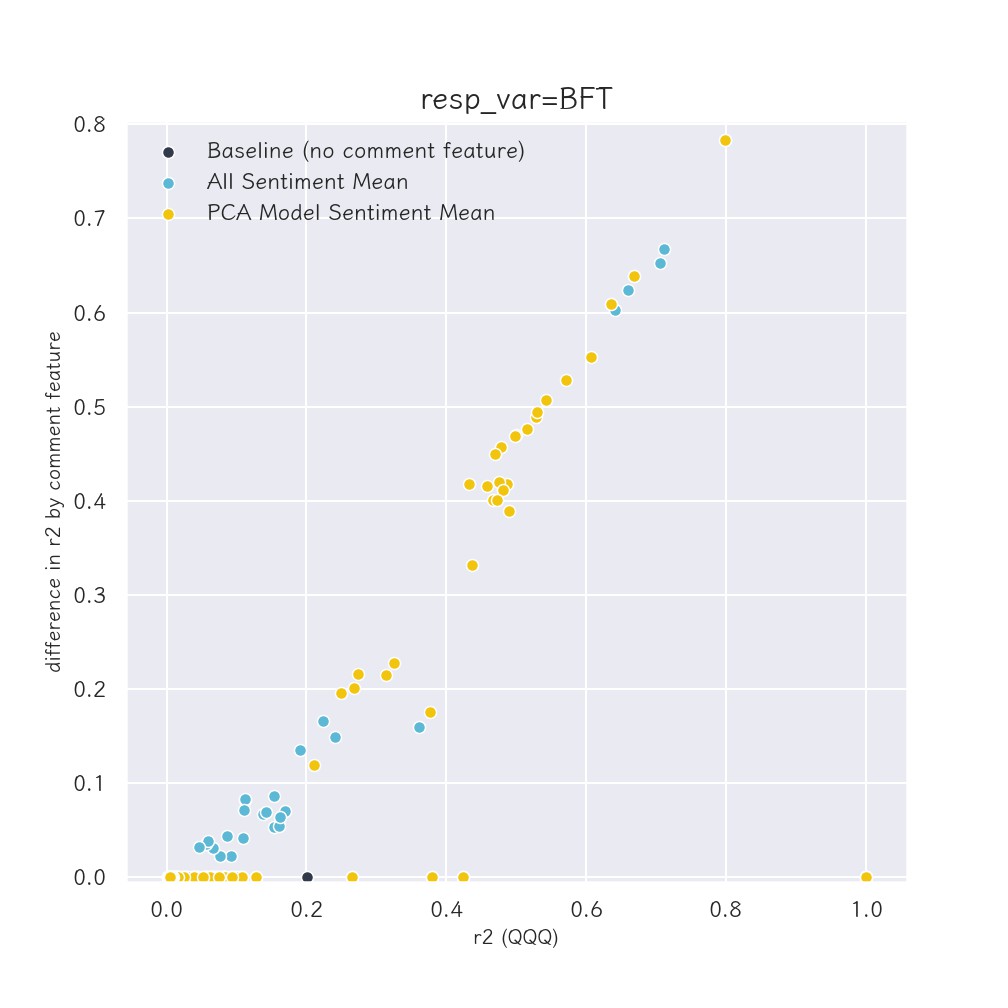 resp_var=BFT
Baseline (no comment feature)
All Sentiment Mean
PCA Model Sentiment Mean
difference in r2 by comment feature
0.8
0.7
0.6
0.5
0.4
0.3
0.2
0.1
0.0
0.0 0.2 0.4 0.6 0.8 1.0
r2 (QQQ)